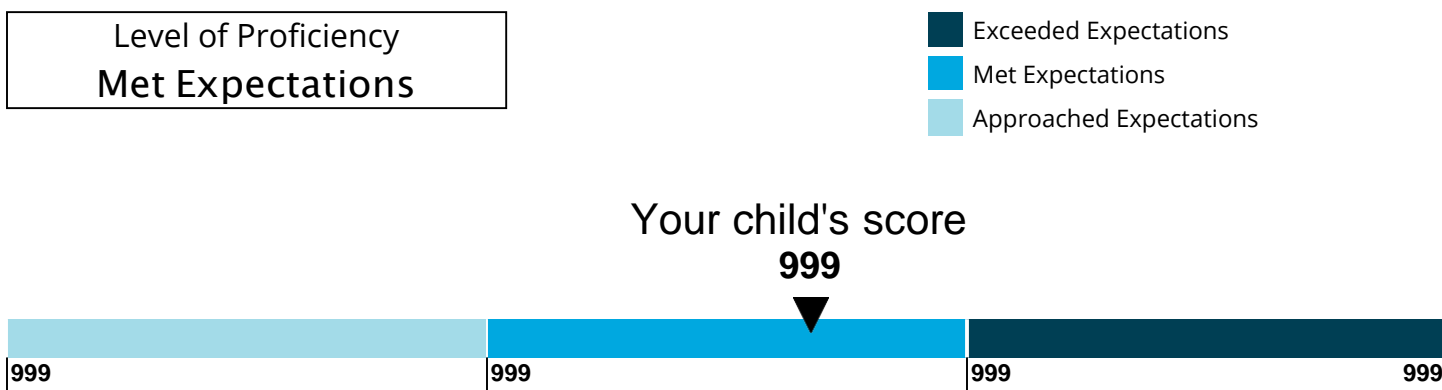 Level of Proficiency
Met Expectations
Exceeded Expectations
Met Expectations
Approached Expectations
Your child's score
999
999 999 999 999